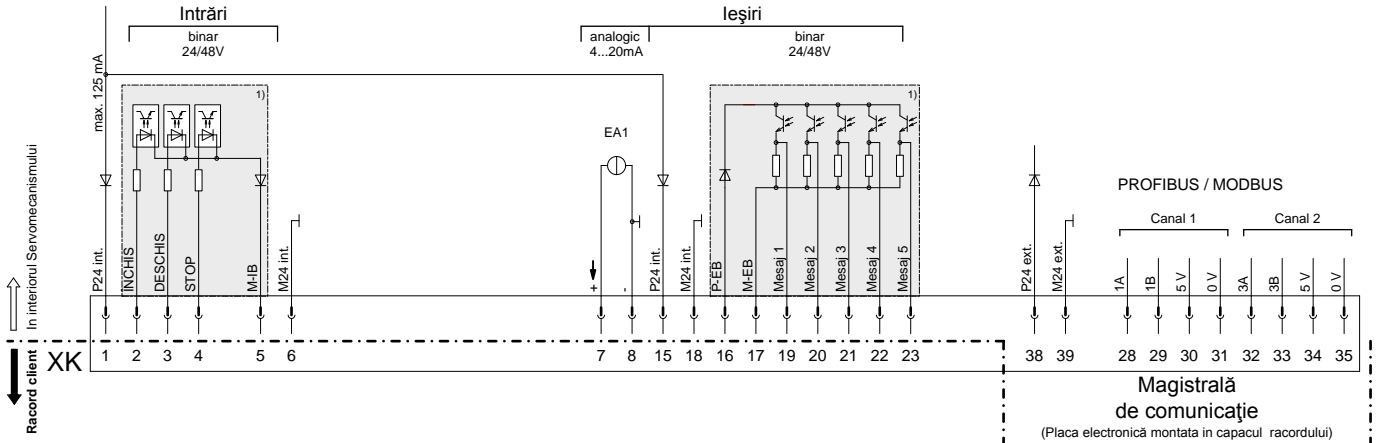 Intrări
binar
24/48V
Ieşiri
analogic
4...20mA
binar
24/48V
max. 125 mA
1)
EA1
1)
PROFIBUS / MODBUS
Canal 1
Canal 2
P24 int.
INCHIS
DESCHIS
STOP
M-IB
M24 int.
+
-
P24 int.
M24 int.
P-EB
M-EB
Mesaj 1
Mesaj 2
Mesaj 3
Mesaj 4
Mesaj 5
P24 ext.
M24 ext.
1A
1B
5 V
0 V
3A
3B
5 V
0 V
In interiorul Servomecanismului
Racord client
XK
1 2 3 4 5 6 7 8 15 18 16 17 19 20 21 22 23 38 39 28 29 30 31 32 33 34 35
Magistrală
de comunicaţie
(Placa electronică montata in capacul racordului)